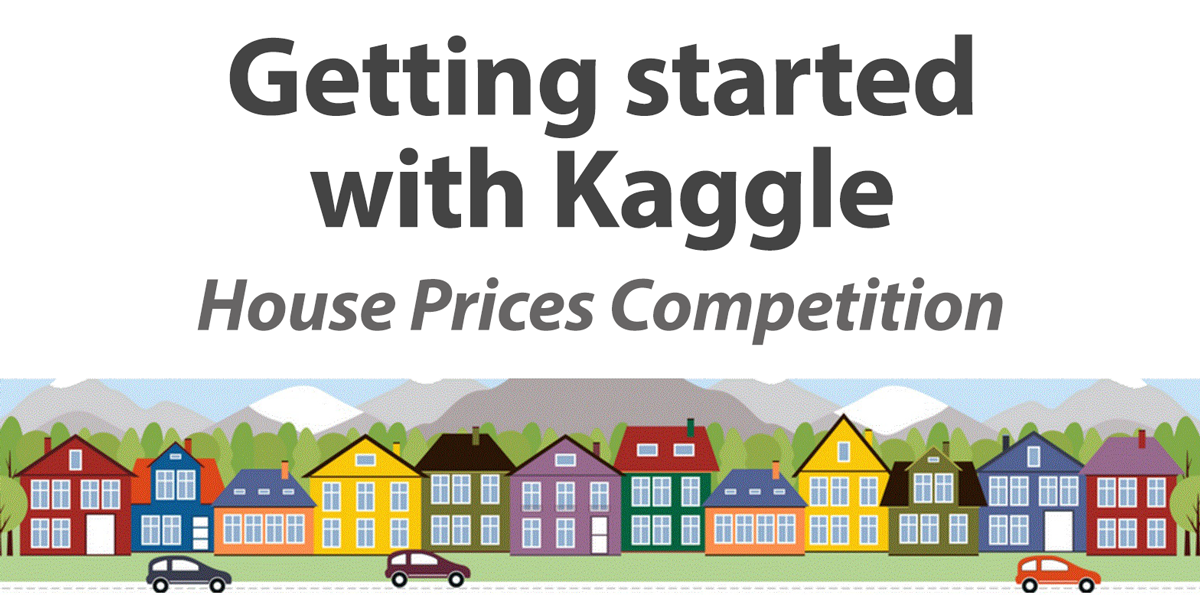 Getting started
with Kaggle
House Prices Competition